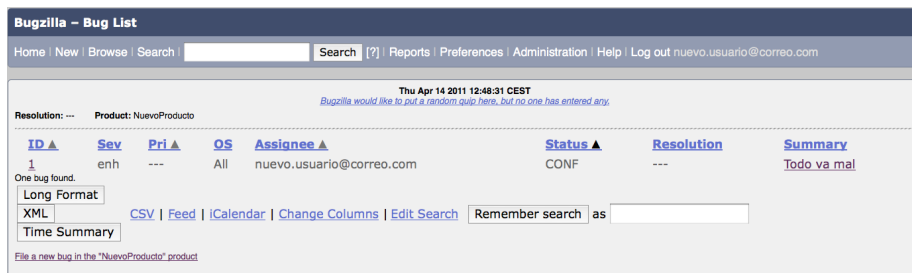 Bugzilla – Bug List
Home | New | Browse | Search | Search [?] | Reports | Preferences | Administration | Help | Log out nuevo.usuario@correo.com
Thu Apr 14 2011 12:48:31 CEST
Bugzilla would like to put a random quip here, but no one has entered any.
Resolution: --- Product: NuevoProducto
ID ▲ Sev Pri ▲ OS Assignee ▲ Status ▲ Resolution Summary
1 enh --- All nuevo.usuario@correo.com CONF --- Todo va mal
One bug found.
Long Format
XML
CSV | Feed | iCalendar | Change Columns | Edit Search Remember search as
Time Summary
File a new bug in the "NuevoProducto" product